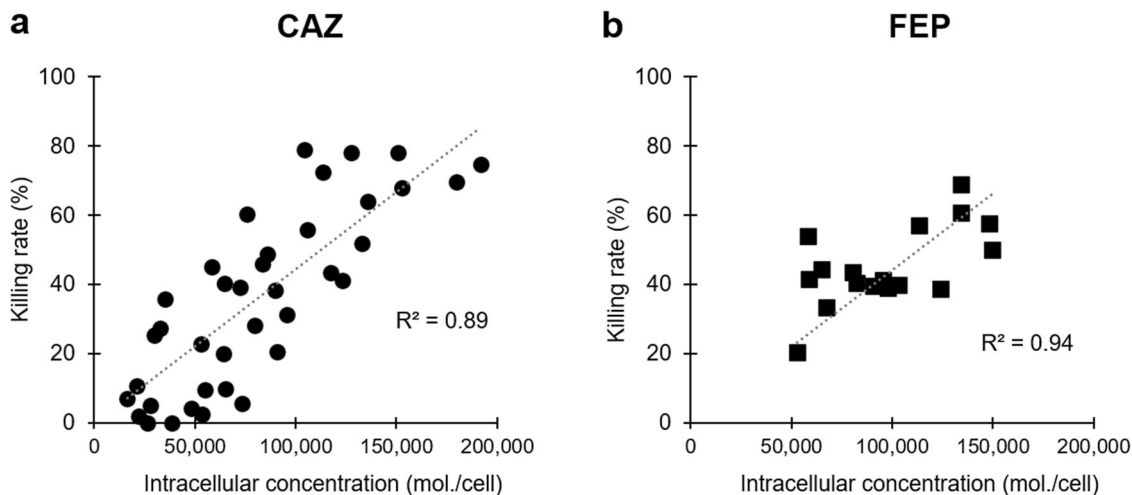 a
CAZ
Killing rate (%)
100
80
60
40
20
0
R² = 0.89
0
50,000
100,000
150,000
200,000
Intracellular concentration (mol./cell)
b
FEP
Killing rate (%)
100
80
60
40
20
0
R² = 0.94
0
50,000
100,000
150,000
200,000
Intracellular concentration (mol./cell)